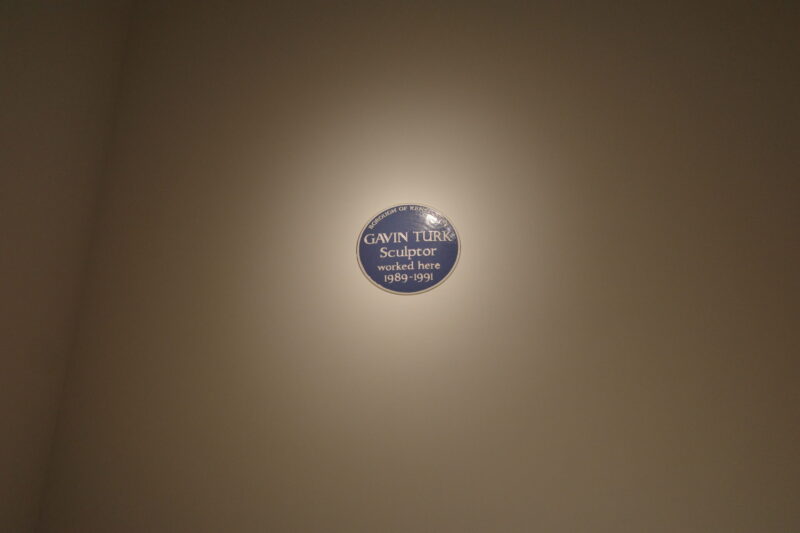 BOROUGH OF
GAVIN TURK
Sculptor
worked here
1989-1991